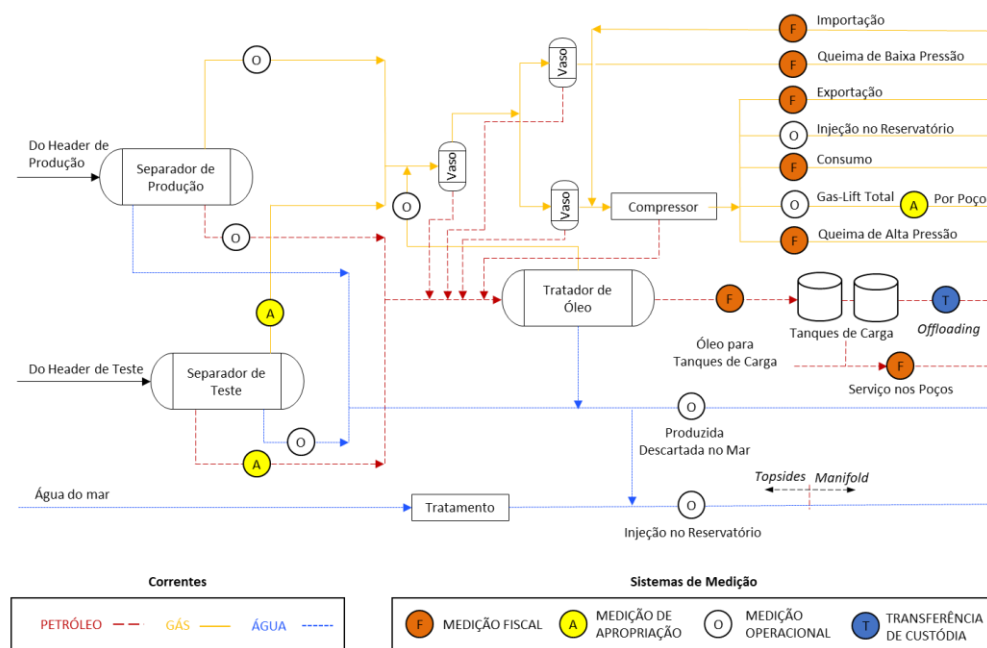 Importação
F
O
Queima de Baixa Pressão
F
Vaso
Exportação
F
Do Header de
Produção
Separador de
Produção
Injeção no Reservatório
O
Vaso
Consumo
F
O
Vaso
Compressor
Gas-Lift Total
O
A
Por Poço
O
Queima de Alta Pressão
F
Tratador de
Óleo
F
T
A
Tanques de Carga
Offloading
Óleo para
Tanques de Carga
Do Header de Teste
Separador de
Teste
F
Serviço nos Poços
O
O
Produzida
Descartada no Mar
A
Topsides
Manifold
Água do mar
Tratamento
O
Injeção no Reservatório
Correntes
Sistemas de Medição
PETRÓLEO
GÁS
ÁGUA
F
MEDIÇÃO FISCAL
A
MEDIÇÃO DE
APROPRIAÇÃO
O
MEDIÇÃO
OPERACIONAL
T
TRANSFERÊNCIA
DE CUSTÓDIA